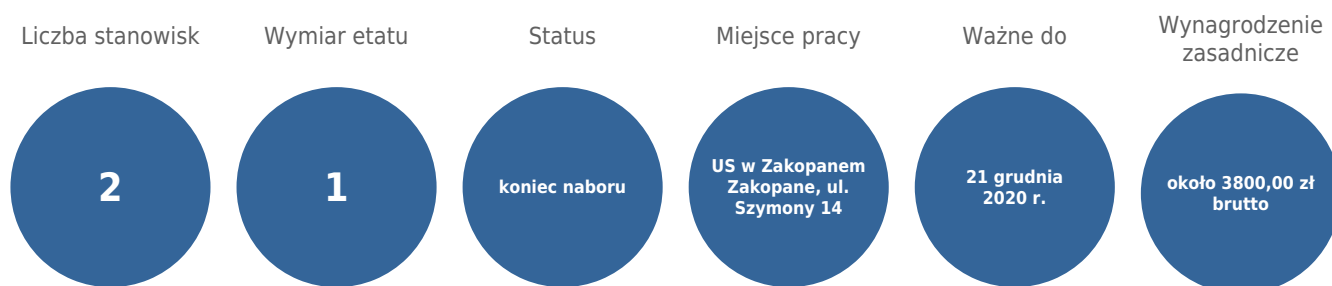 Liczba stanowisk
2
Wymiar etatu
1
Status
koniec naboru
Miejsce pracy
US w Zakopanem
Zakopane, ul.
Szymony 14
Ważne do
21 grudnia
2020 r.
Wynagrodzenie
zasadnicze
około 3800,00 zł
brutto